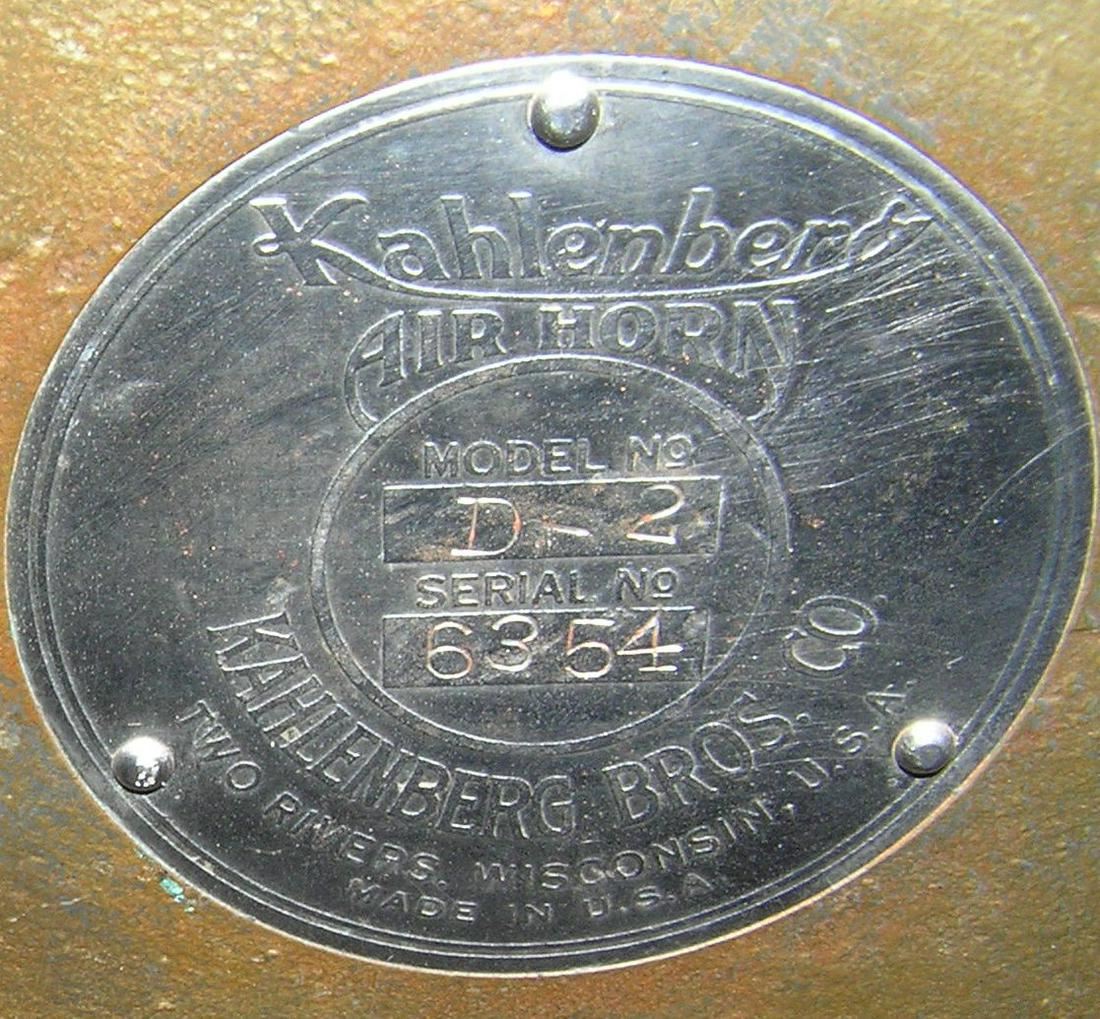 Kahlenberg
AIR HORN
MODEL No
D-2
SERIAL No
6354
KAHLENBERG BROS. CO.
TWO RIVERS, WISCONSIN, U.S.A.
MADE IN U.S.A.